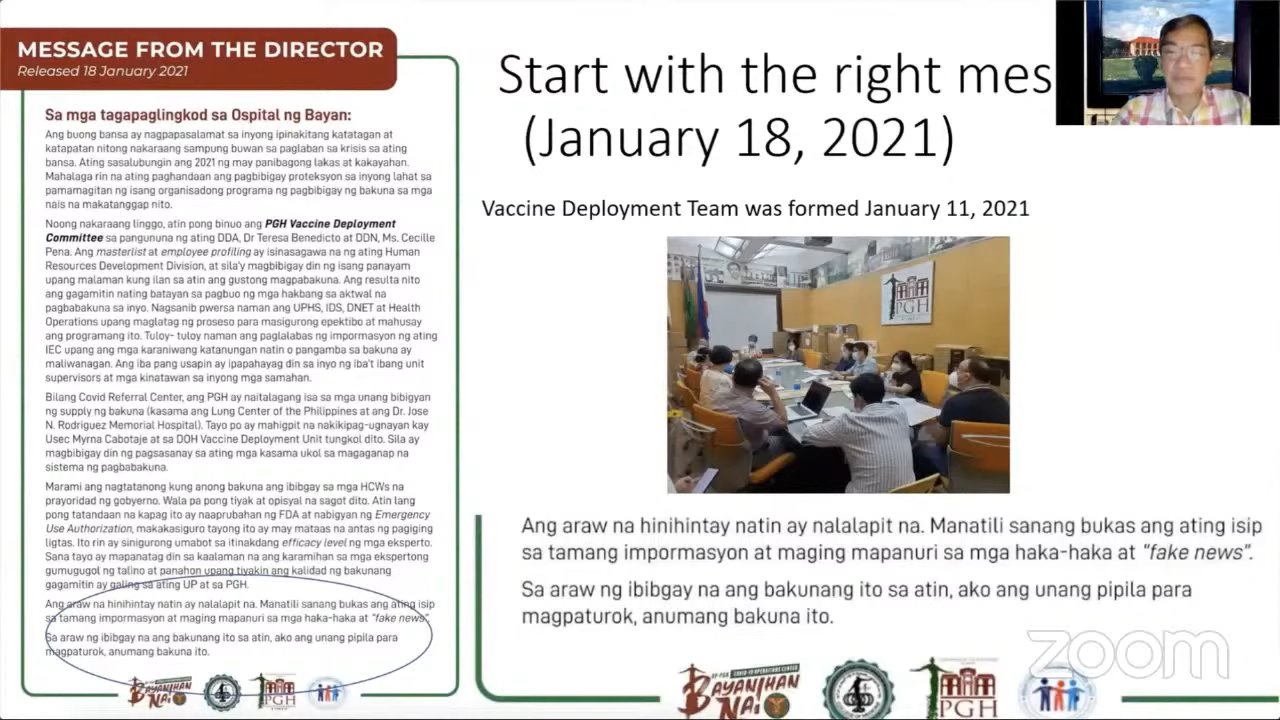 MESSAGE FROM THE DIRECTOR
Released 18 January 2021
Sa mga tagapaglingkod sa Ospital ng Bayan:
Ang buong bansa ay nagpapasalamat sa inyong ipinakitang katatagan at
katapatan nitong nakaraang sampung buwan sa paglaban sa krisis sa ating
bansa. Ating sasalubungin ang 2021 ng may panibagong lakas at kakayahan.
Mahalaga rin na ating paghandaan ang pagbibigay proteksyon sa inyong lahat sa
pamamagitan ng isang organisadong programa ng pagbibigay ng bakuna sa mga
nais na makatanggap nito.
Noong nakaraang linggo, atin pong binuo ang PGH Vaccine Deployment
Committee sa pangunguna ng ating DDA, Dr Teresa Benedicto at DDN, Ms. Cecille
Pena. Ang masterlist at employee profiling ay isinasagawa na ng ating Human
Resources Development Division, at sila'y magbibigay din ng isang panayam
upang malaman kung ilan sa atin ang gustong magpabakuna. Ang resulta nito
ang gagamitin nating batayan sa pagbuo ng mga hakbang sa aktwal na
pagbabakuna sa inyo. Nagsanib pwersa naman ang UPHS, IDS, DNET at Health
Operations upang maglatag ng proseso para masigurong epektibo at mahusay
ang programang ito. Tuloy- tuloy naman ang paglalabas ng impormasyon ng ating
IEC upang ang mga karaniwang katanungan natin o pangamba sa bakuna ay
maliwanagan. Ang iba pang usapin ay ipapahayag din sa inyo ng iba't ibang unit
supervisors at mga kinatawan sa inyong mga samahan.
Bilang Covid Referral Center, ang PGH ay naitalagang isa sa mga unang bibigyan
ng supply ng bakuna (kasama ang Lung Center of the Philippines at ang Dr. Jose
N. Rodriguez Memorial Hospital). Tayo po ay mahigpit na nakikipag-ugnayan kay
Usec Myrna Cabotaje at sa DOH Vaccine Deployment Unit tungkol dito. Sila ay
magbibigay din ng pagsasanay sa ating mga kasama ukol sa magaganap na
sistema ng pagbabakuna.
Marami ang nagtatanong kung anong bakuna ang ibibgay sa mga HCWs na
prayoridad ng gobyerno. Wala pa pong tiyak at opisyal na sagot dito. Atin lang
pong tatandaan na kapag ito ay naaprubahan ng FDA at nabigyan ng Emergency
Use Authorization, makakasiguro tayong ito ay may mataas na antas ng pagiging
ligtas. Ito rin ay sinigurong umabot sa itinakdang efficacy level ng mga eksperto.
Sana tayo ay mapanatag din sa kaalaman na ang karamihan sa mga ekspertong
gumugugol ng talino at panahon upang tiyakin ang kalidad ng bakunang
gagamitin ay galing sa ating UP at sa PGH.
Ang araw na hinihintay natin ay nalalapit na. Manatili sanang bukas ang ating isip
sa tamang impormasyon at maging mapanuri sa mga haka-haka at "fake news".
Sa araw ng ibibgay na ang bakunang ito sa atin, ako ang unang pipila para
magpaturok, anumang bakuna ito.
BAYANIHAN
NA!
PGH
Start with the right mes
(January 18, 2021)
Vaccine Deployment Team was formed January 11, 2021
PGH
Ang araw na hinihintay natin ay nalalapit na. Manatili sanang bukas ang ating isip
sa tamang impormasyon at maging mapanuri sa mga haka-haka at "fake news".
Sa araw ng ibibgay na ang bakunang ito sa atin, ako ang unang pipila para
magpaturok, anumang bakuna ito.
zoom
UP-PGH COVID-19 OPERATIONS CENTER
BAYANIHAN
NA!
PGH